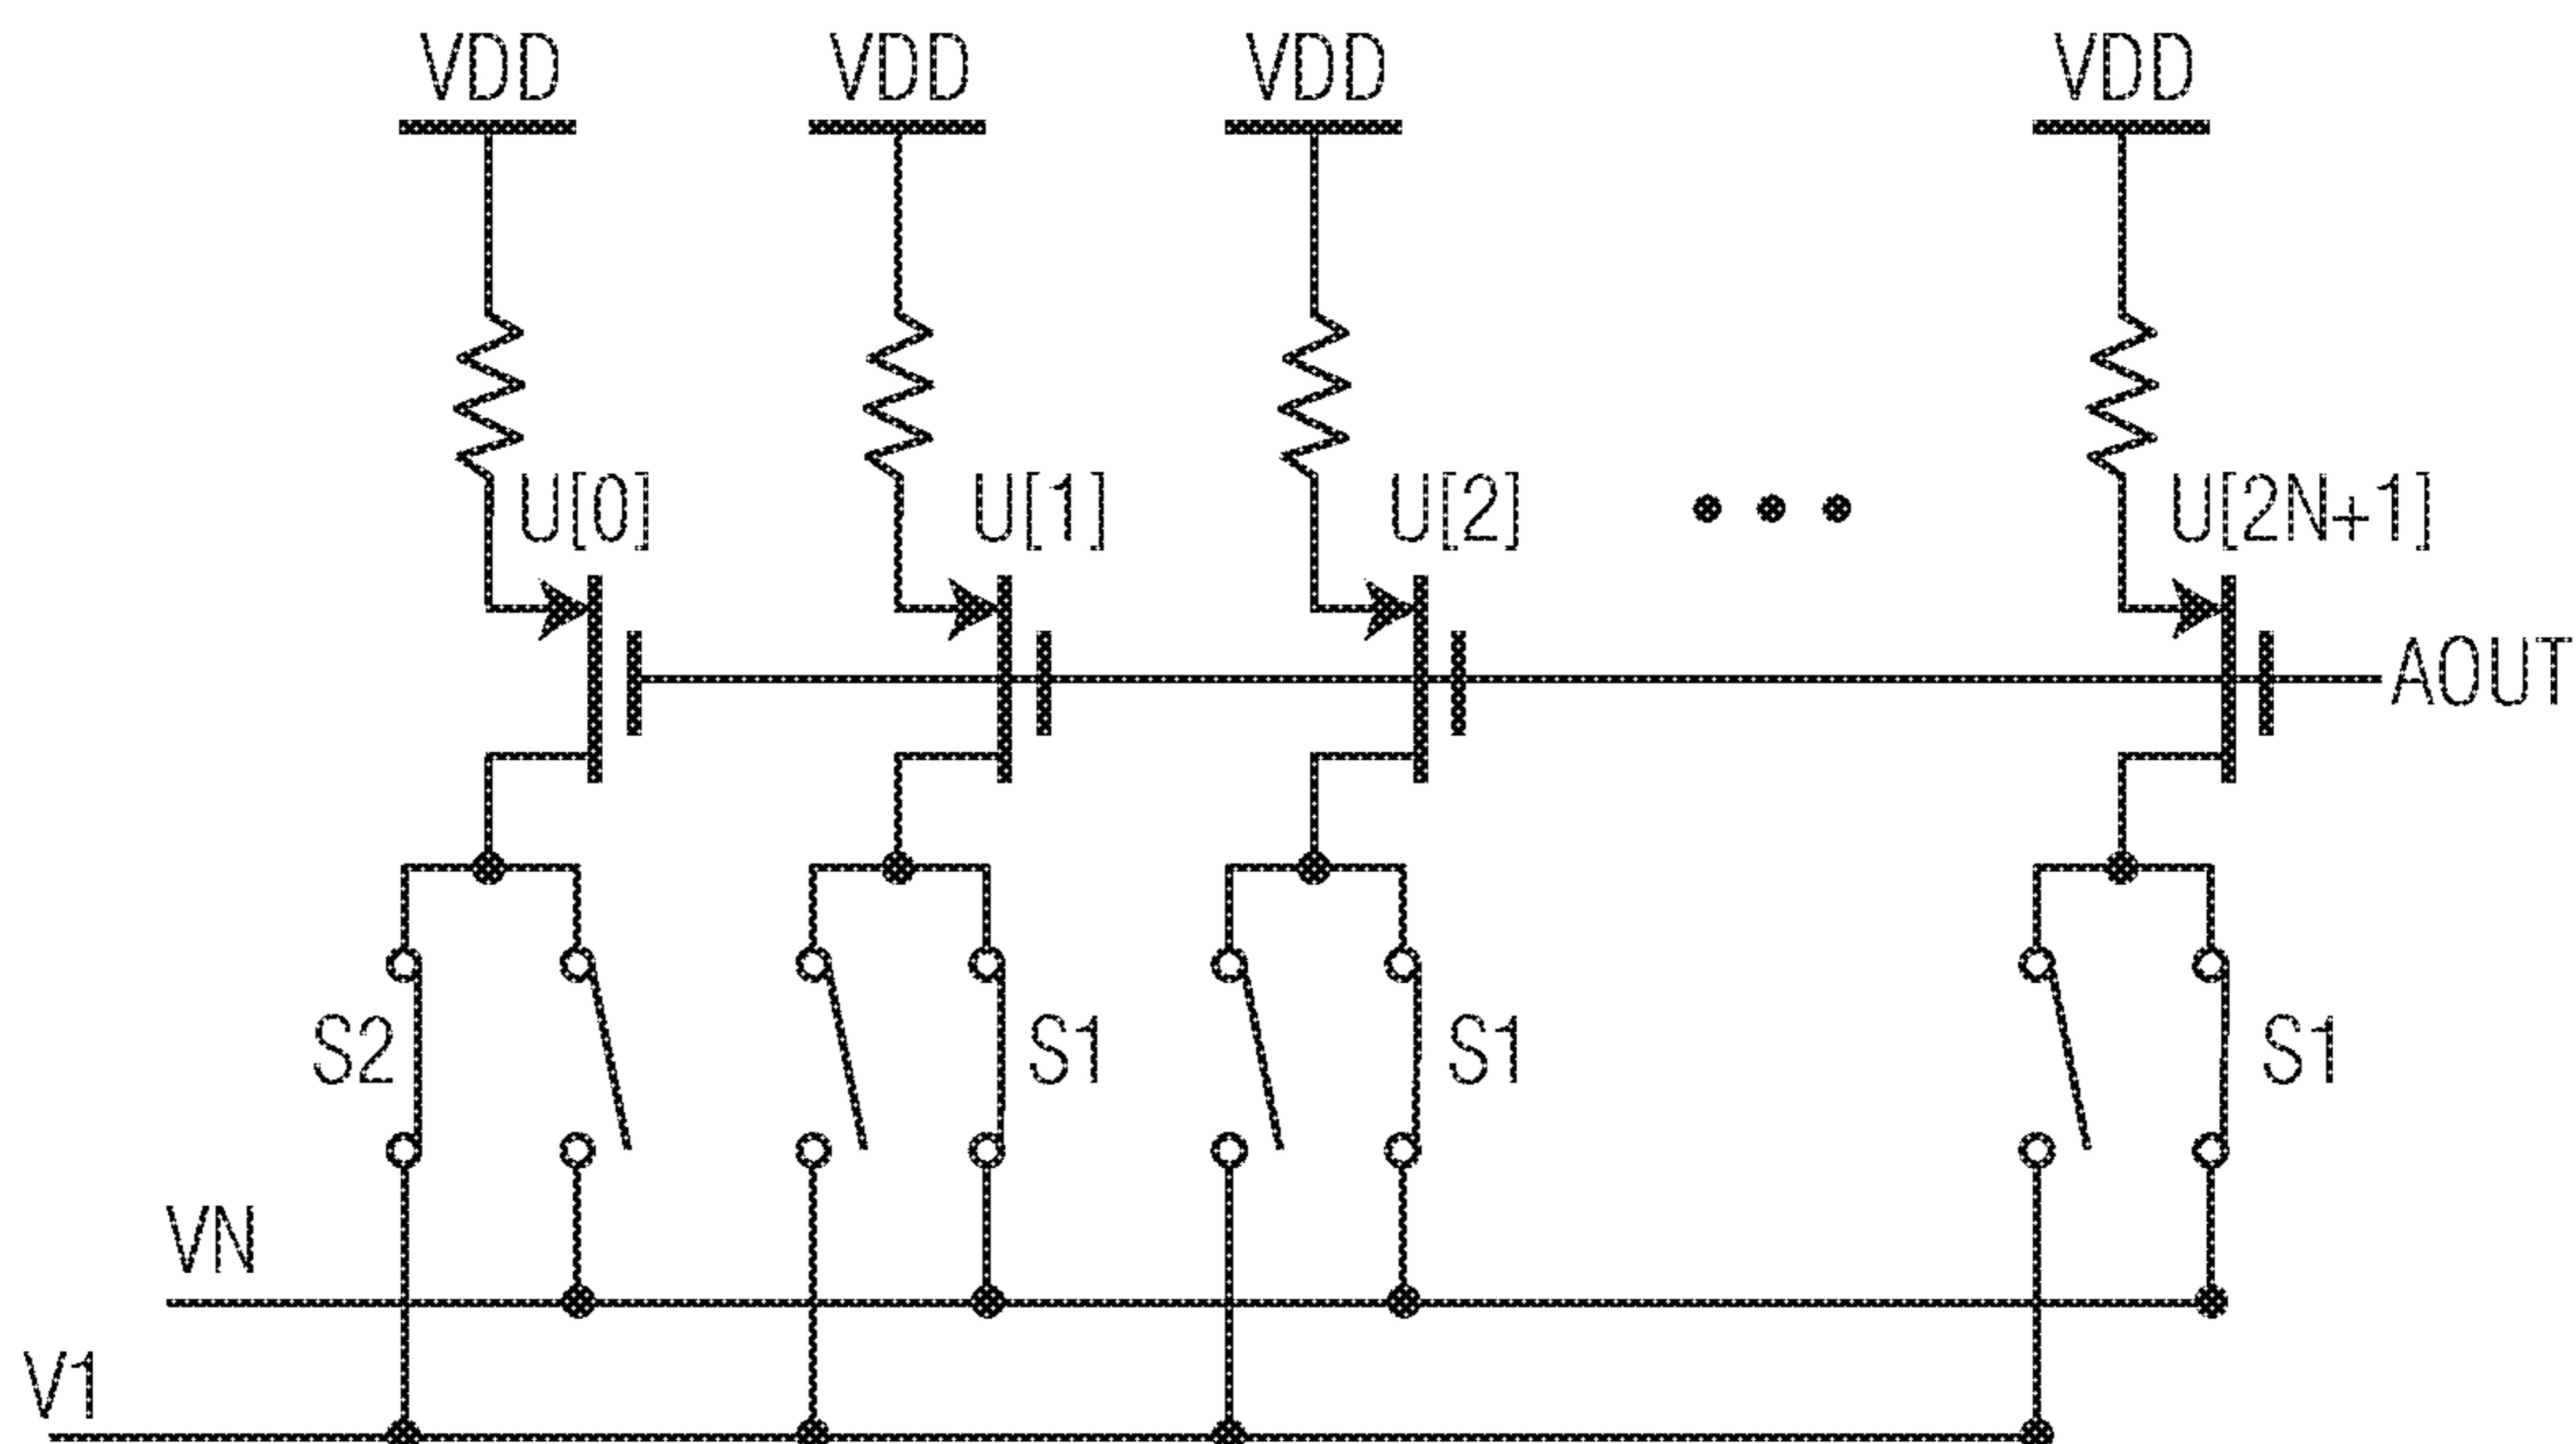 VDD VDD VDD VDD
U[0] U[1] U[2] U[2N+1]
AOUT
S2 S1 S1 S1
VN
V1